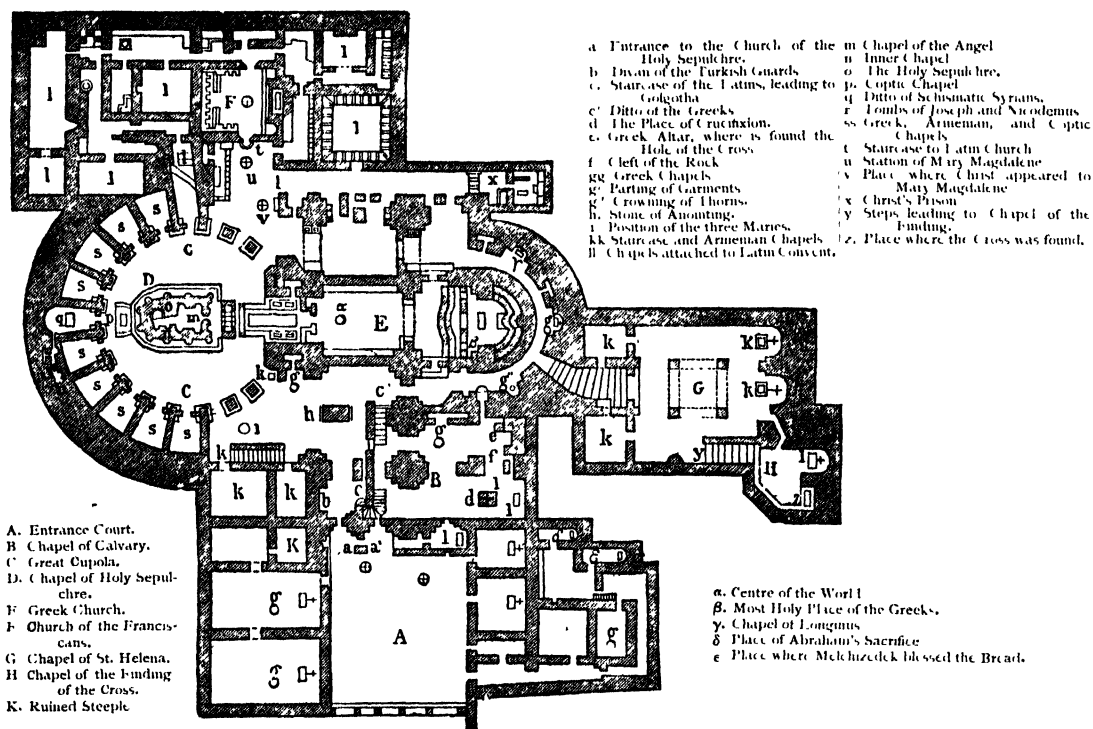 a Entrance to the Church of the
Holy Sepulchre.
b Divan of the Turkish Guards
c. Staircase of the Latins, leading to
Golgotha
c' Ditto of the Greeks
d The Place of Crucifixion.
e. Greek Altar, where is found the
Hole of the Cross
f Cleft of the Rock
gg Greek Chapels
g' Parting of Garments
g" Crowning of Thorns.
h. Stone of Anointing.
i Position of the three Maries.
kk Staircase and Armenian Chapels
ll Chapels attached to Latin Convent.
m Chapel of the Angel
n Inner Chapel
o The Holy Sepulchre.
p. Coptic Chapel
q Ditto of Schismatic Syrians.
r Tombs of Joseph and Nicodemus
ss Greek, Armenian, and Coptic
Chapels
t Staircase to Latin Church
u Station of Mary Magdalene
v Place where Christ appeared to
Mary Magdalene
x Christ's Prison
y Steps leading to Chapel of the
Finding.
z. Place where the Cross was found.
A. Entrance Court.
B Chapel of Calvary.
C Great Cupola.
D. Chapel of Holy Sepul-
chre.
E Greek Church.
F Church of the Francis-
cans.
G Chapel of St. Helena.
H Chapel of the Finding
of the Cross.
K. Ruined Steeple
α. Centre of the World
β. Most Holy Place of the Greeks.
γ. Chapel of Longinus
δ Place of Abraham's Sacrifice
ε Place where Melchizedek blessed the Bread.
l
l
l
F
l
l
l
t
u
v
l
x
s
s
s
s
s
s
s
s
C
D
q
o
m
E
C
k
g
c'
h
i
k
k
k
b
c
K
a
a'
l
A
g
g
e
f
d
l
l
B
g
k
k
G
k
k
y
H
l
z
g